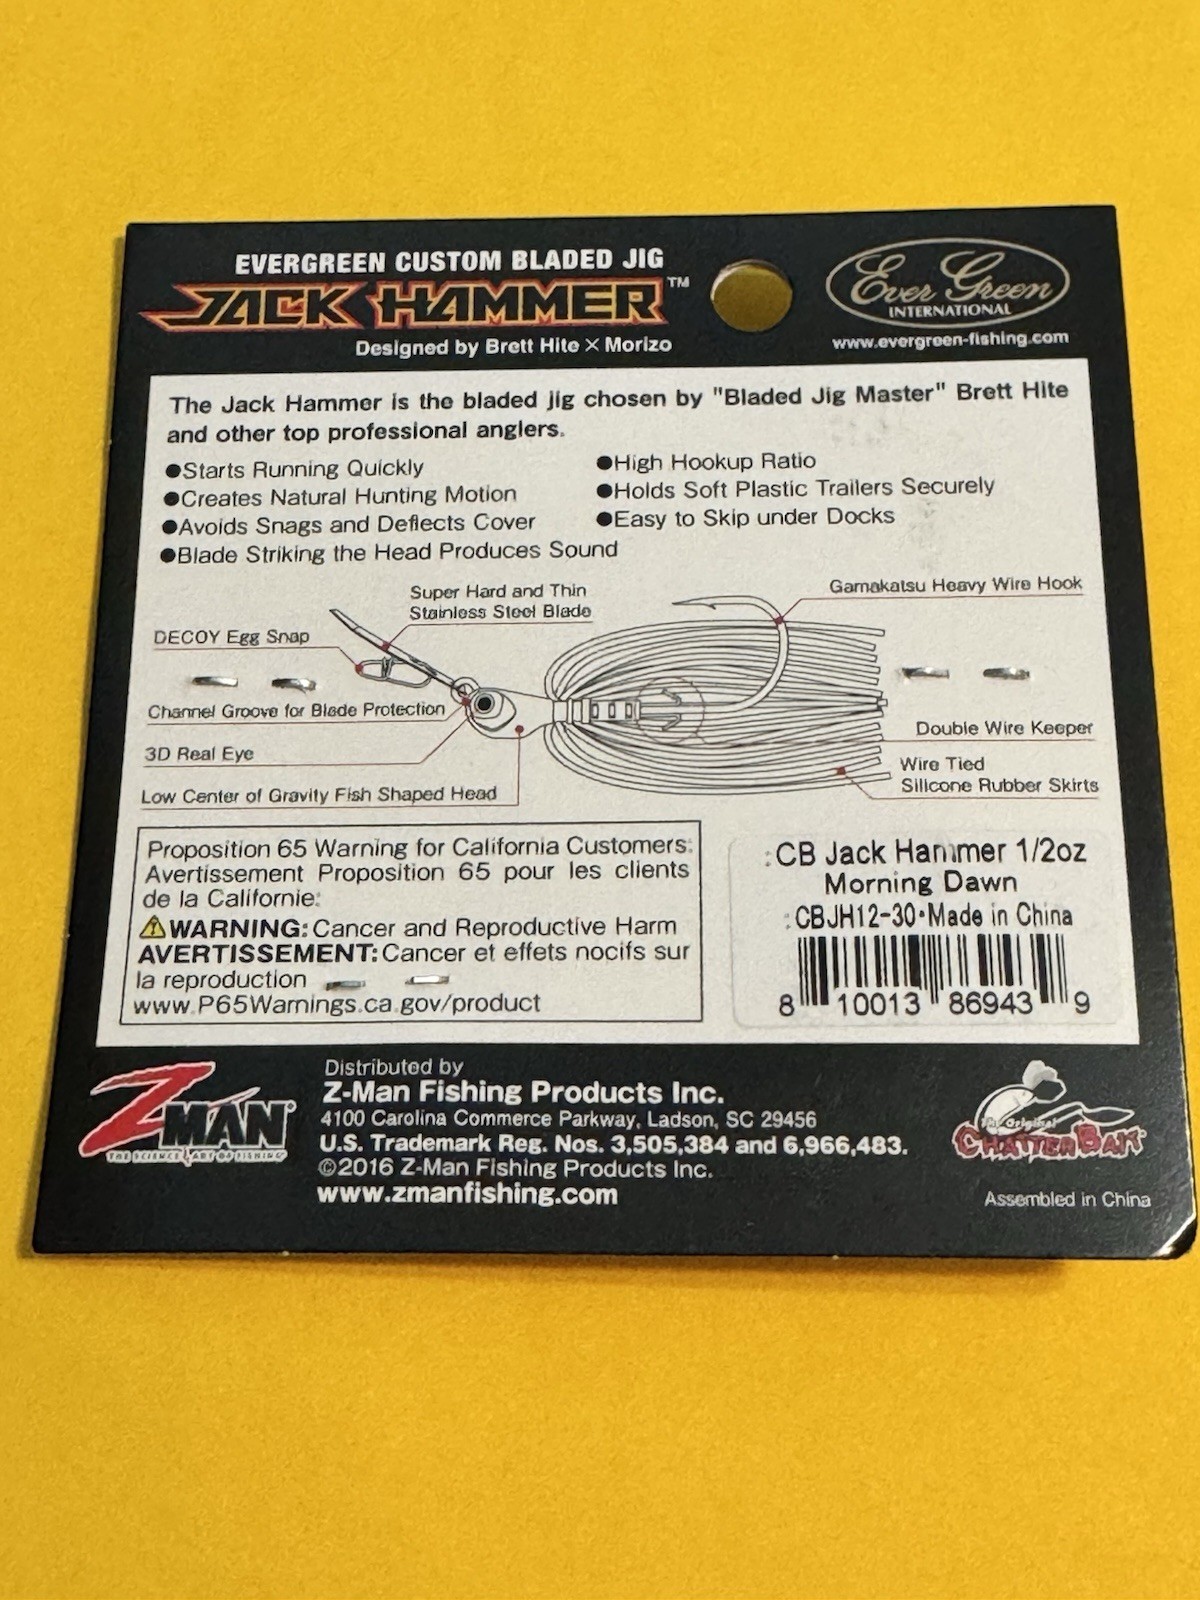 EVERGREEN CUSTOM BLADED JIG
JACK HAMMER™
Designed by Brett Hite X Morizo
Ever Green
INTERNATIONAL
www.evergreen-fishing.com
The Jack Hammer is the bladed jig chosen by "Bladed Jig Master" Brett Hite
and other top professional anglers.
●Starts Running Quickly
●Creates Natural Hunting Motion
●Avoids Snags and Deflects Cover
●Blade Striking the Head Produces Sound
●High Hookup Ratio
●Holds Soft Plastic Trailers Securely
●Easy to Skip under Docks
Super Hard and Thin
Stainless Steel Blade
Gamakatsu Heavy Wire Hook
DECOY Egg Snap
Channel Groove for Blade Protection
3D Real Eye
Low Center of Gravity Fish Shaped Head
Double Wire Keeper
Wire Tied
Silicone Rubber Skirts
Proposition 65 Warning for California Customers:
Avertissement Proposition 65 pour les clients
de la Californie:
⚠WARNING: Cancer and Reproductive Harm
AVERTISSEMENT: Cancer et effets nocifs sur
la reproduction
www.P65Warnings.ca.gov/product
CB Jack Hammer 1/2oz
Morning Dawn
CBJH12-30•Made in China
8 10013 86943 9
Z-MAN®
THE SCIENCE & ART OF FISHING
Distributed by
Z-Man Fishing Products Inc.
4100 Carolina Commerce Parkway, Ladson, SC 29456
U.S. Trademark Reg. Nos. 3,505,384 and 6,966,483.
©2016 Z-Man Fishing Products Inc.
www.zmanfishing.com
The Original
CHATTERBAIT
Assembled in China